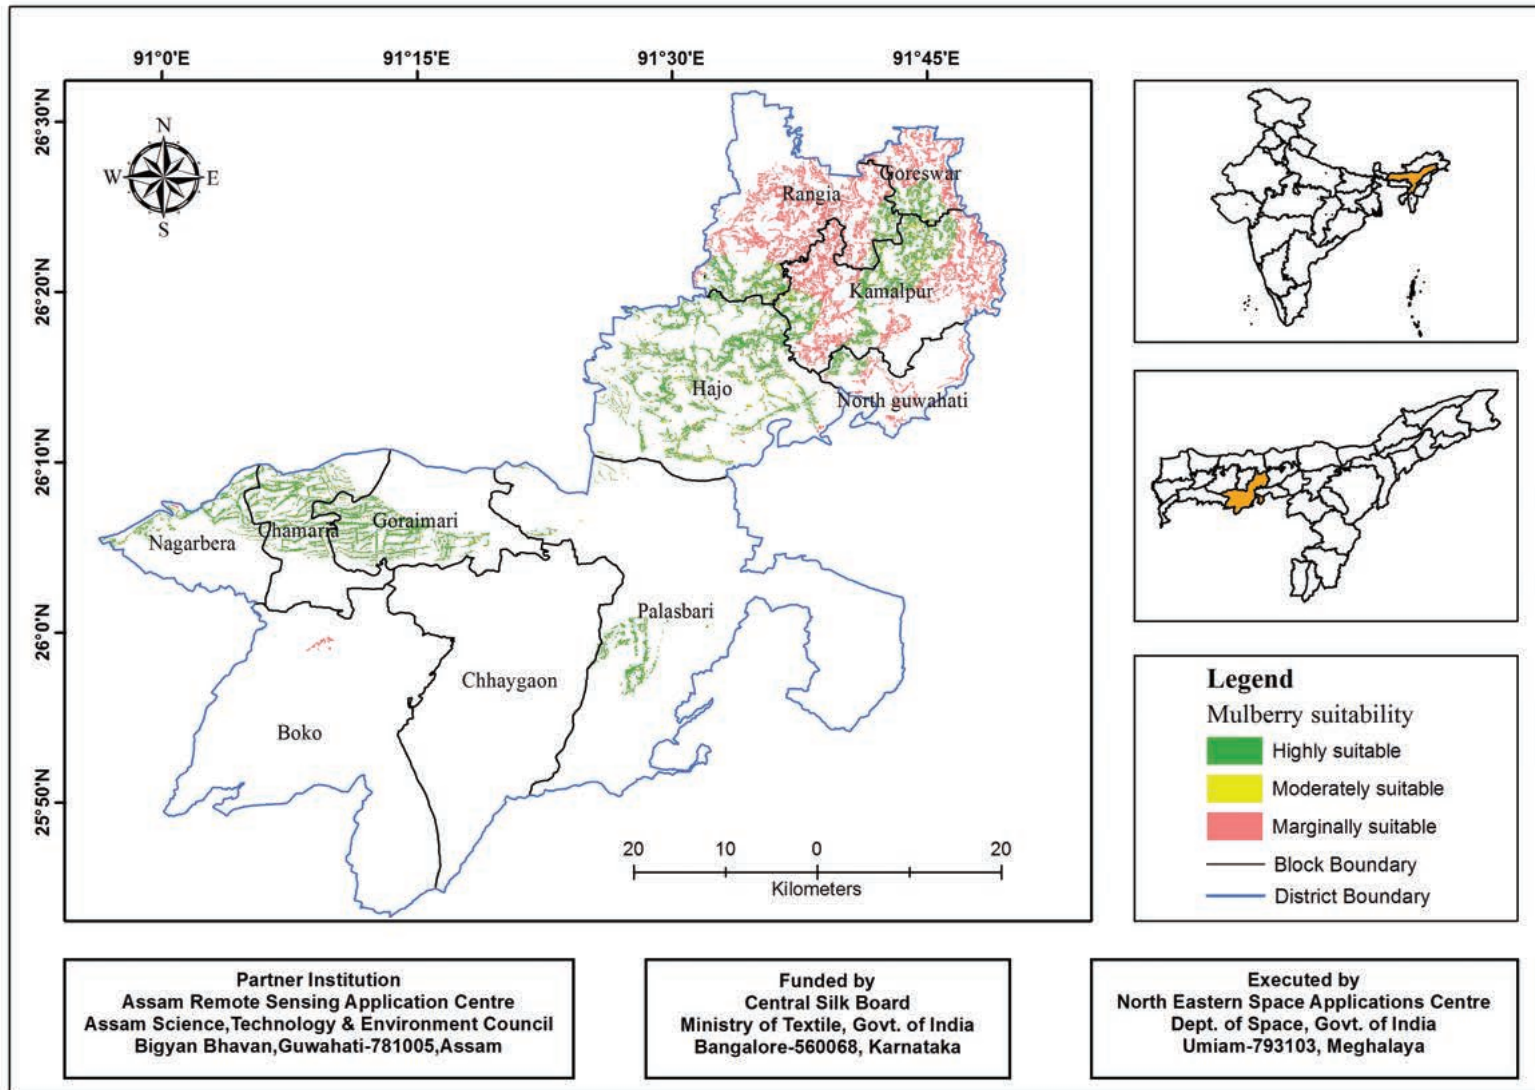 91°0'E
91°15'E
91°30'E
91°45'E
26°30'N
26°20'N
26°10'N
26°0'N
25°50'N
N
W
E
S
Goreswar
Rangia
Kamalpur
Hajo
North guwahati
Goraimari
Chamaria
Nagarbera
Palasbari
Chhaygaon
Boko
20
10
0
20
Kilometers
Legend
Mulberry suitability
Highly suitable
Moderately suitable
Marginally suitable
Block Boundary
District Boundary
Partner Institution
Assam Remote Sensing Application Centre
Assam Science,Technology & Environment Council
Bigyan Bhavan,Guwahati-781005,Assam
Funded by
Central Silk Board
Ministry of Textile, Govt. of India
Bangalore-560068, Karnataka
Executed by
North Eastern Space Applications Centre
Dept. of Space, Govt. of India
Umiam-793103, Meghalaya